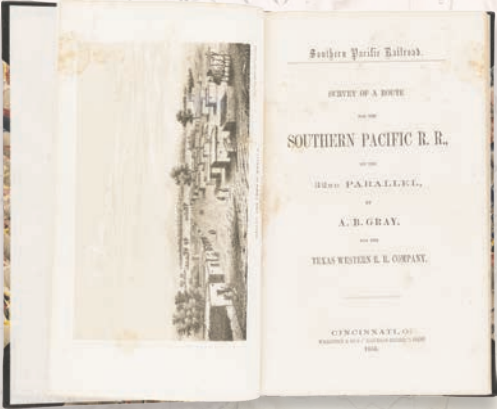 Southern Pacific Railroad.
SURVEY OF A ROUTE
FOR THE
SOUTHERN PACIFIC R. R.,
ON THE
32ND PARALLEL,
BY
A. B. GRAY,
FOR THE
TEXAS WESTERN R. R. COMPANY.
CINCINNATI, O.: